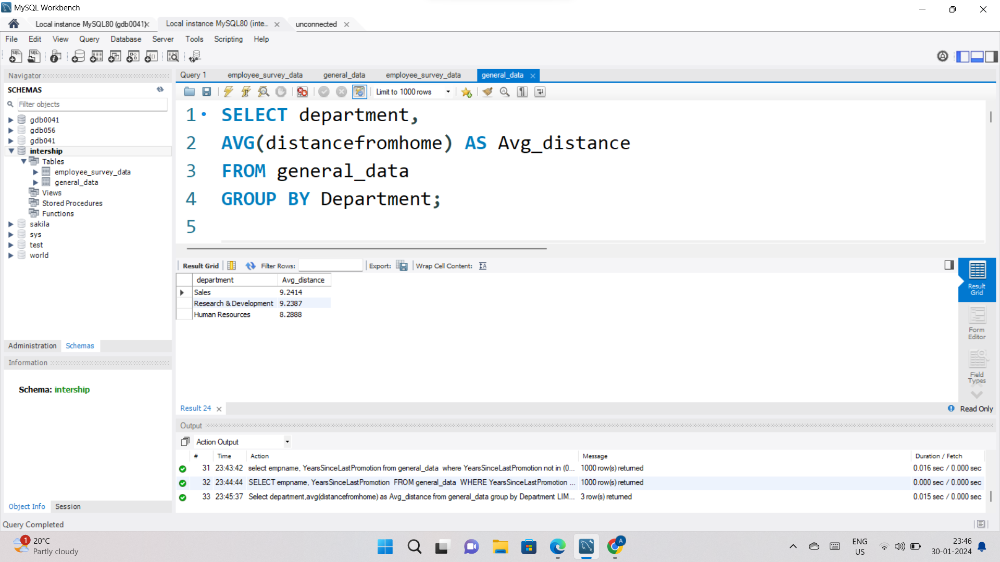 MySQL Workbench
Local instance MySQL80 (gdb0041)
Local instance MySQL80 (inte...
unconnected
File Edit View Query Database Server Tools Scripting Help
Navigator
SCHEMAS
Filter objects
gdb0041
gdb056
gdb041
intership
Tables
employee_survey_data
general_data
Views
Stored Procedures
Functions
sakila
sys
test
world
Administration Schemas
Information
Schema: intership
Object Info Session
Query 1 employee_survey_data general_data employee_survey_data general_data
Limit to 1000 rows
1 SELECT department,
2 AVG(distancefromhome) AS Avg_distance
3 FROM general_data
4 GROUP BY Department;
5
Result Grid Filter Rows: Export: Wrap Cell Content:
department Avg_distance
Sales 9.2414
Research & Development 9.2387
Human Resources 8.2888
Result Grid
Form Editor
Field Types
Result 24
Read Only
Output
Action Output
# Time Action Message Duration / Fetch
31 23:43:42 select empname, YearsSinceLastPromotion from general_data where YearsSinceLastPromotion not in (0... 1000 row(s) returned 0.016 sec / 0.000 sec
32 23:44:44 SELECT empname, YearsSinceLastPromotion FROM general_data WHERE YearsSinceLastPromotion ... 1000 row(s) returned 0.000 sec / 0.000 sec
33 23:45:37 Select department,avg(distancefromhome) as Avg_distance from general_data group by Department LIM... 3 row(s) returned 0.015 sec / 0.000 sec
Query Completed
1
20°C
Partly cloudy
A
ENG
US
23:46
30-01-2024